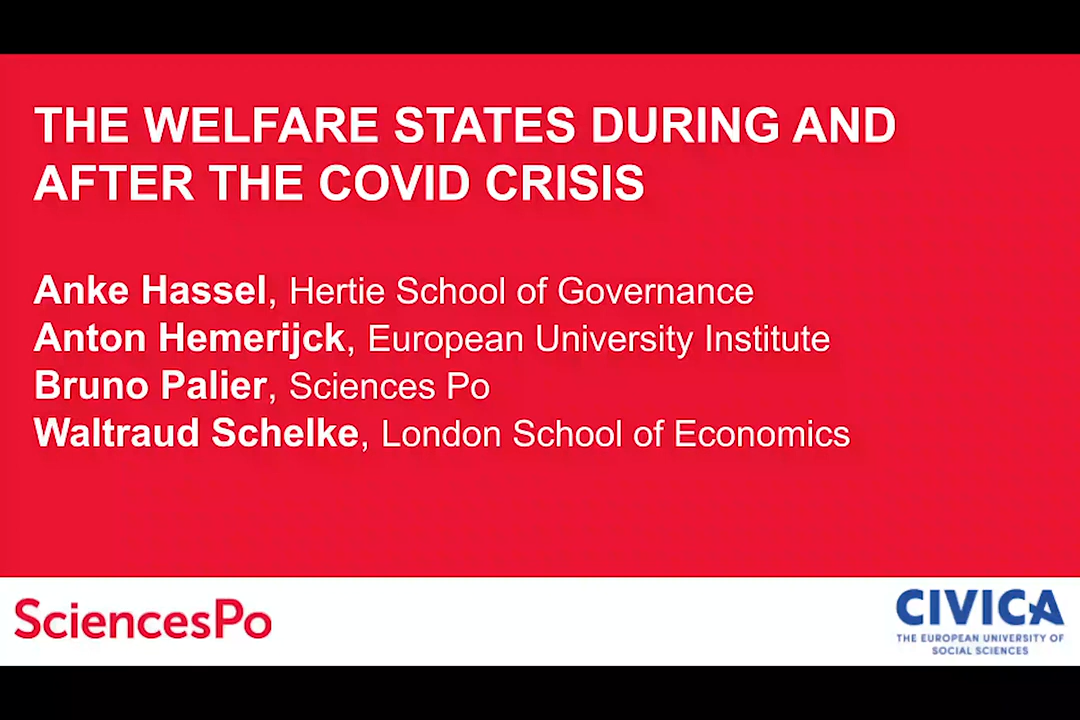 THE WELFARE STATES DURING AND
AFTER THE COVID CRISIS
Anke Hassel, Hertie School of Governance
Anton Hemerijck, European University Institute
Bruno Palier, Sciences Po
Waltraud Schelke, London School of Economics
SciencesPo
CIVICA
THE EUROPEAN UNIVERSITY OF
SOCIAL SCIENCES